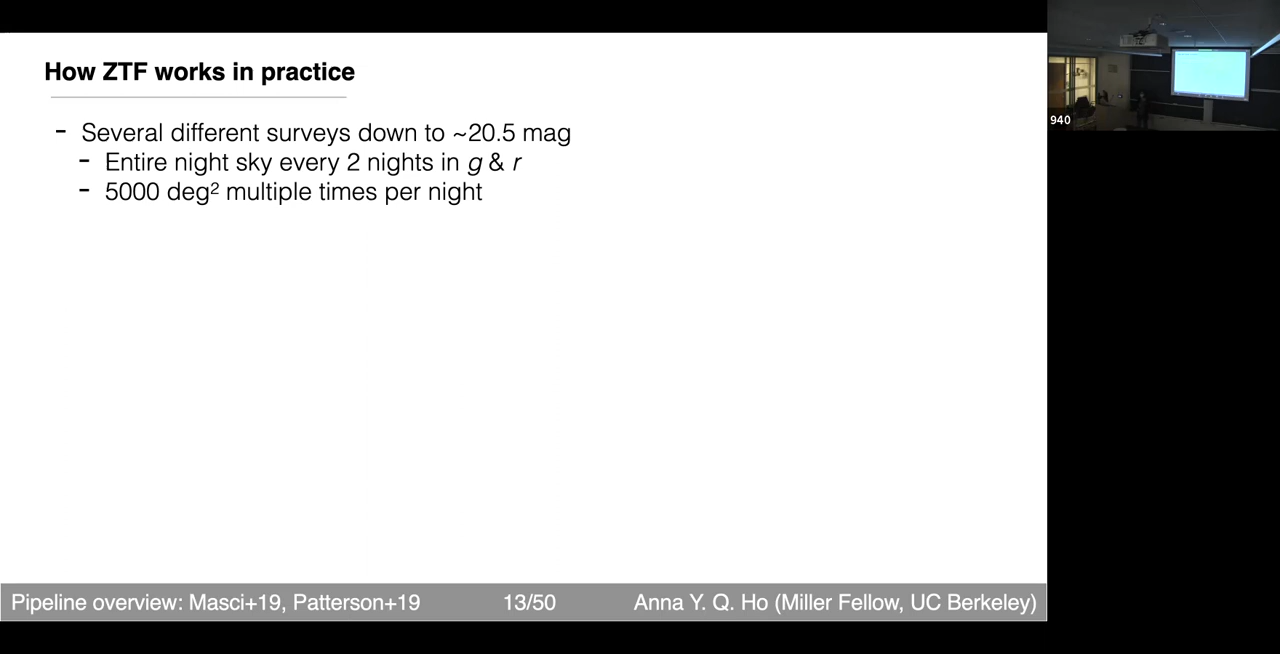 How ZTF works in practice
- Several different surveys down to ~20.5 mag
- Entire night sky every 2 nights in g & r
- 5000 deg² multiple times per night
940
Pipeline overview: Masci+19, Patterson+19 13/50 Anna Y. Q. Ho (Miller Fellow, UC Berkeley)